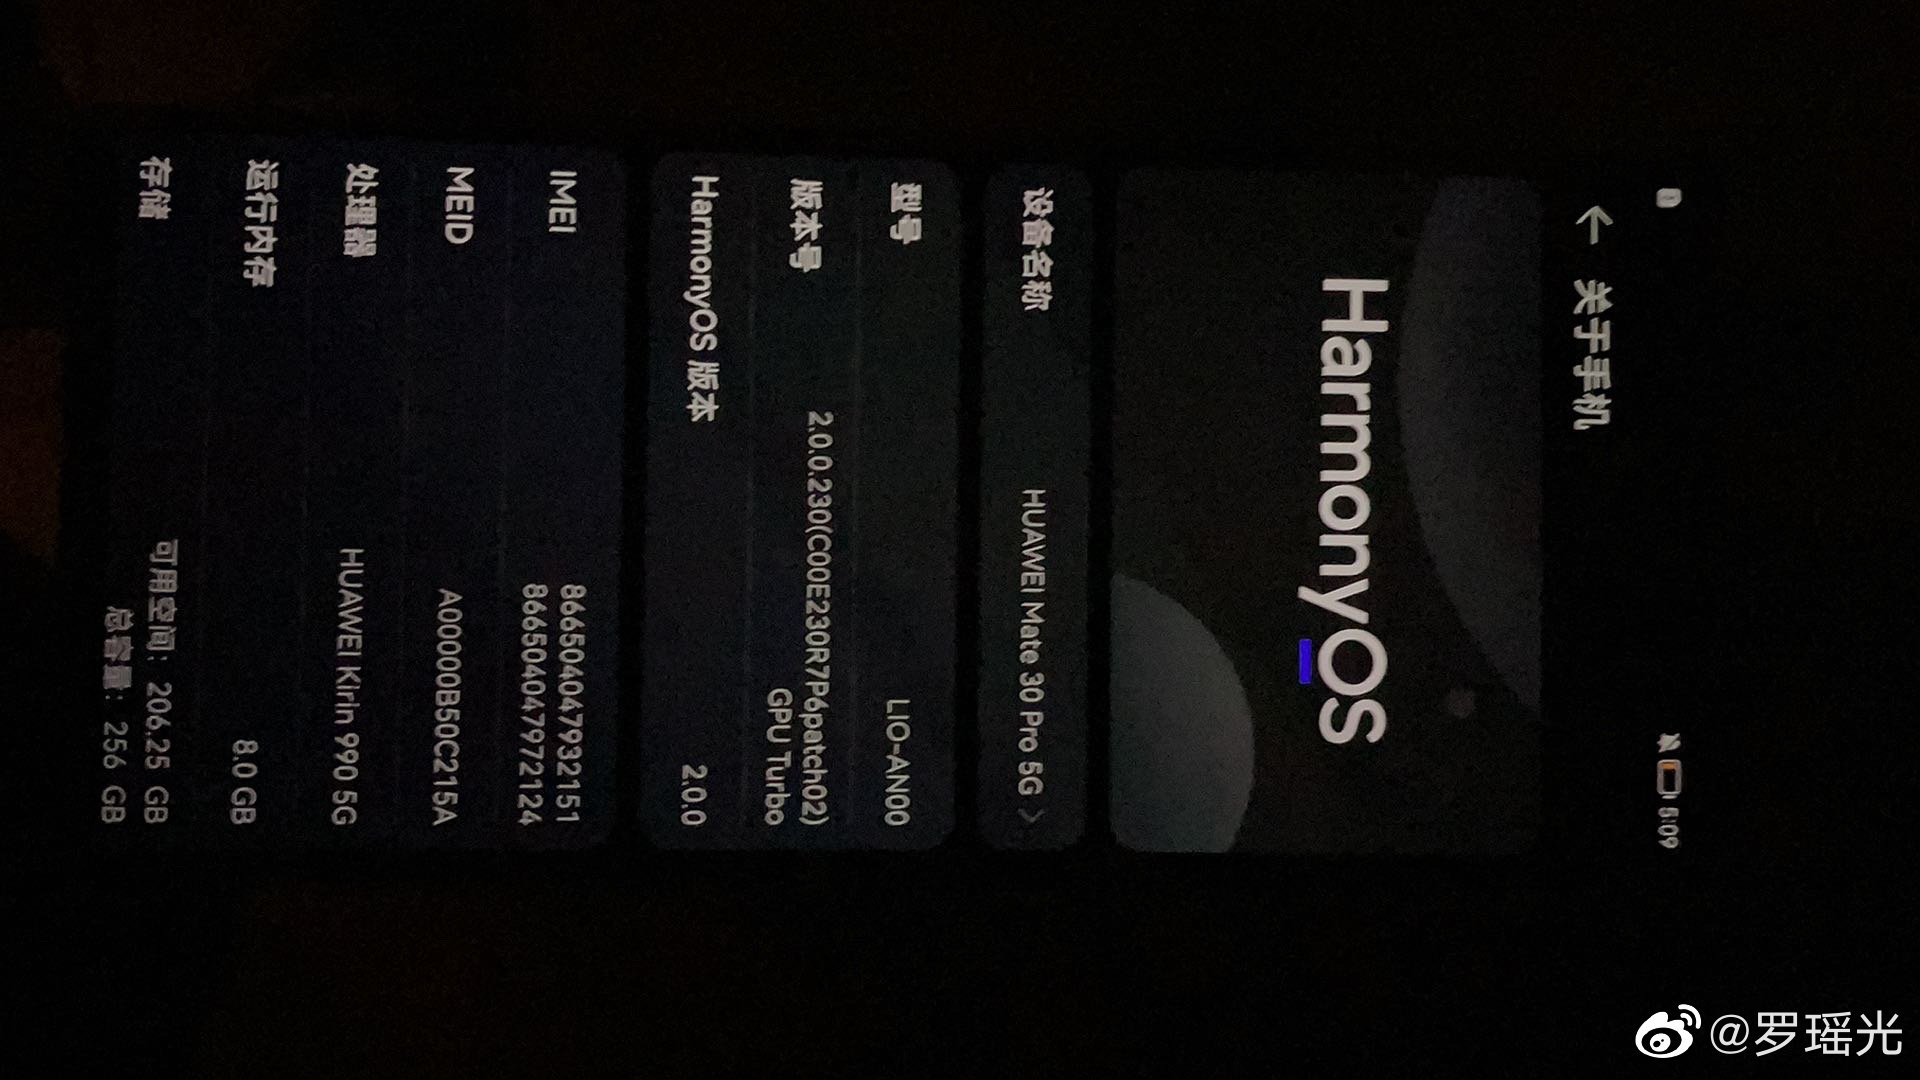 5:09
关于手机
HarmonyOS
设备名称 HUAWEI Mate 30 Pro 5G
型号 LIO-AN00
版本号 2.0.0.230(C00E230R7P6patch02)
GPU Turbo
HarmonyOS 版本 2.0.0
IMEI 866504047932151
866504047972124
MEID A00000B50C215A
处理器 HUAWEI Kirin 990 5G
运行内存 8.0 GB
存储 可用空间: 206.25 GB
总容量: 256 GB
@罗瑶光